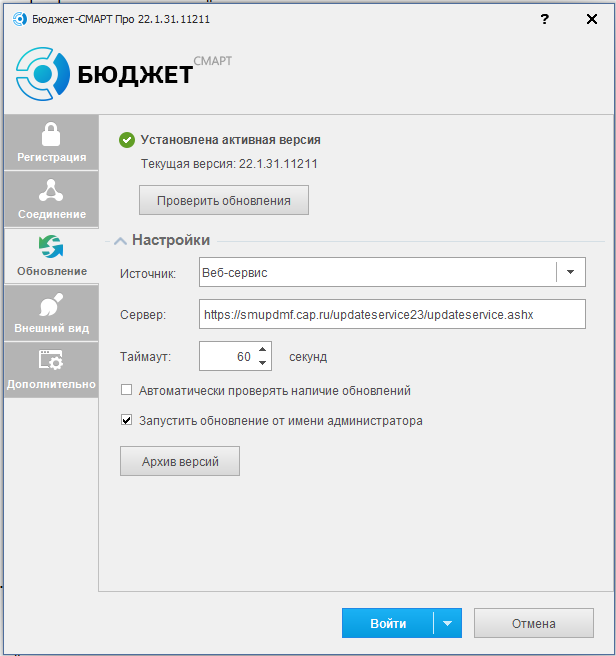 Бюджет-СМАРТ Про 22.1.31.11211
?
БЮДЖЕТ СМАРТ
Регистрация
Соединение
Обновление
Внешний вид
Дополнительно
Установлена активная версия
Текущая версия: 22.1.31.11211
Проверить обновления
Настройки
Источник: Веб-сервис
Сервер: https://smupdmf.cap.ru/updateservice23/updateservice.ashx
Таймаут: 60 секунд
Автоматически проверять наличие обновлений
Запустить обновление от имени администратора
Архив версий
Войти
Отмена